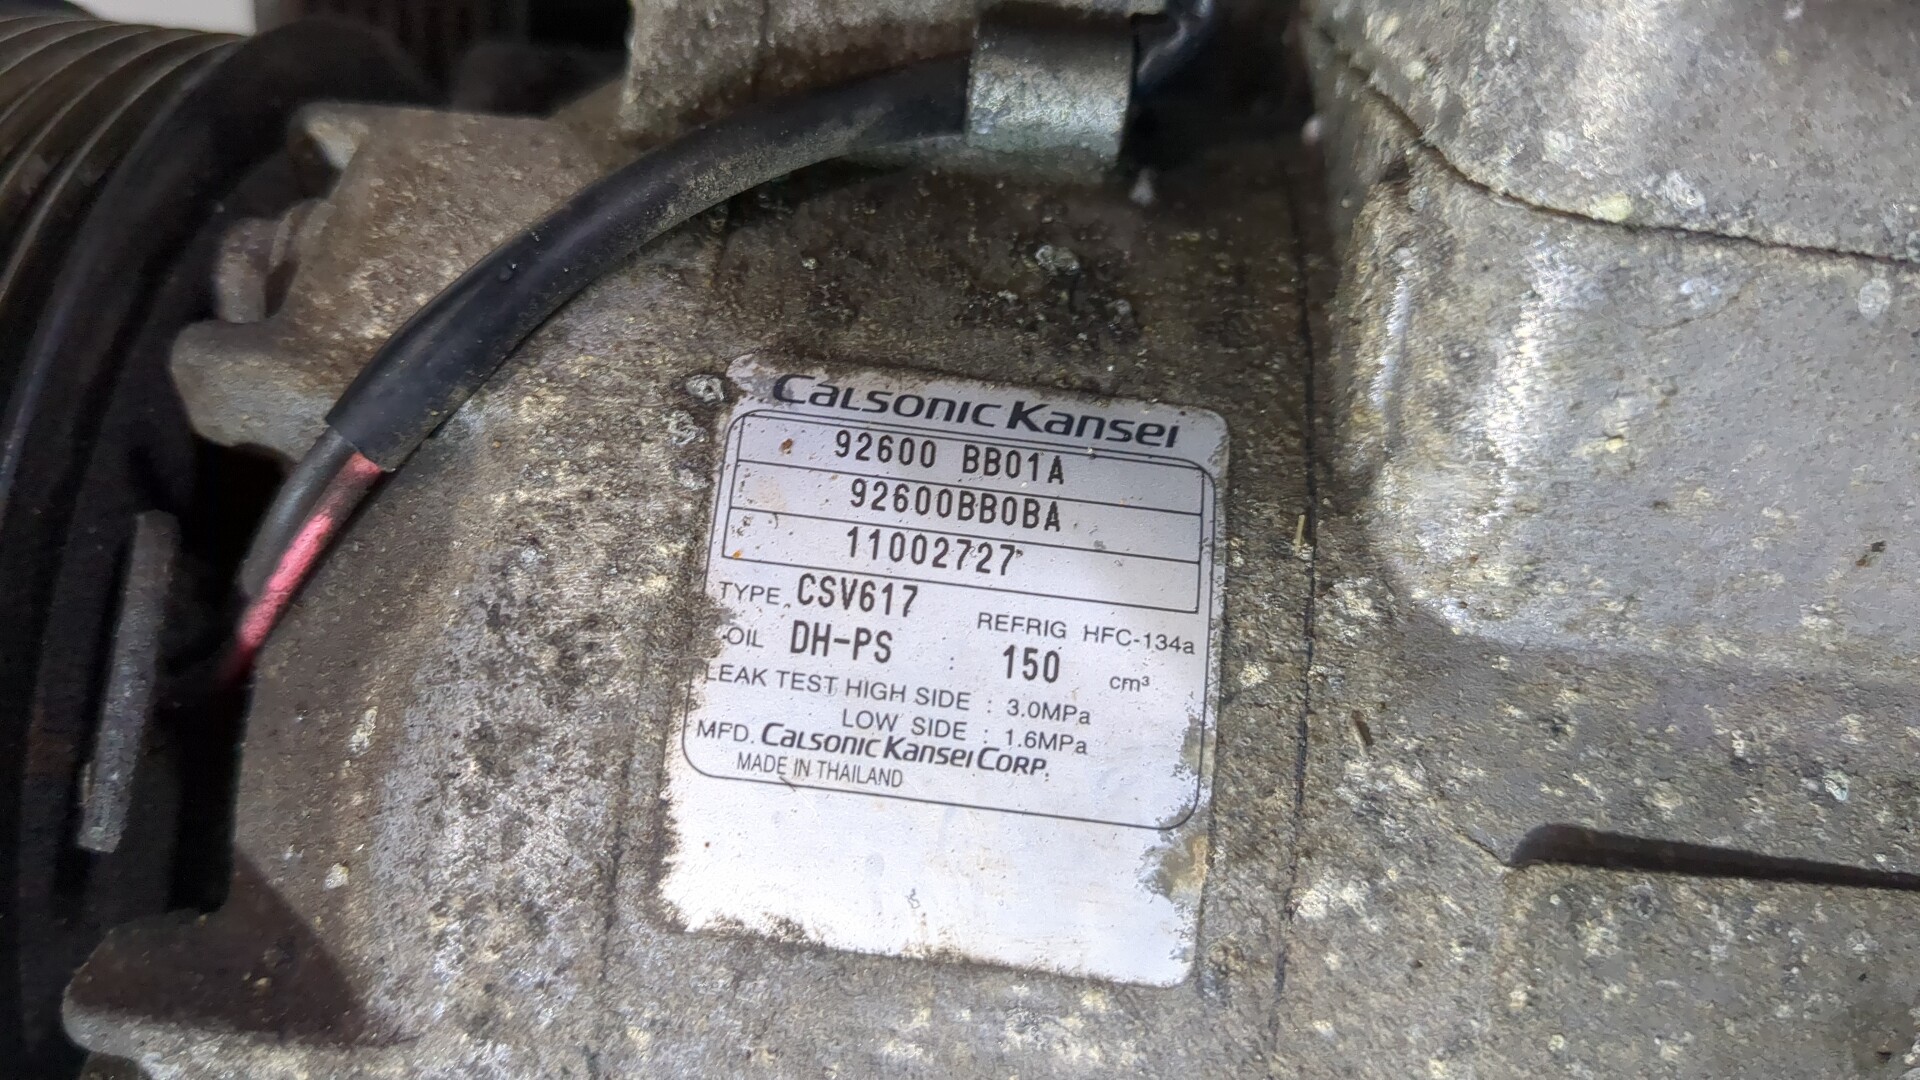 Calsonic Kansei
92600 BB01A
92600BB0BA
11002727
TYPE CSV617 REFRIG HFC-134a
OIL DH-PS : 150 cm³
LEAK TEST HIGH SIDE : 3.0MPa
LOW SIDE : 1.6MPa
MFD. Calsonic Kansei CORP.
MADE IN THAILAND